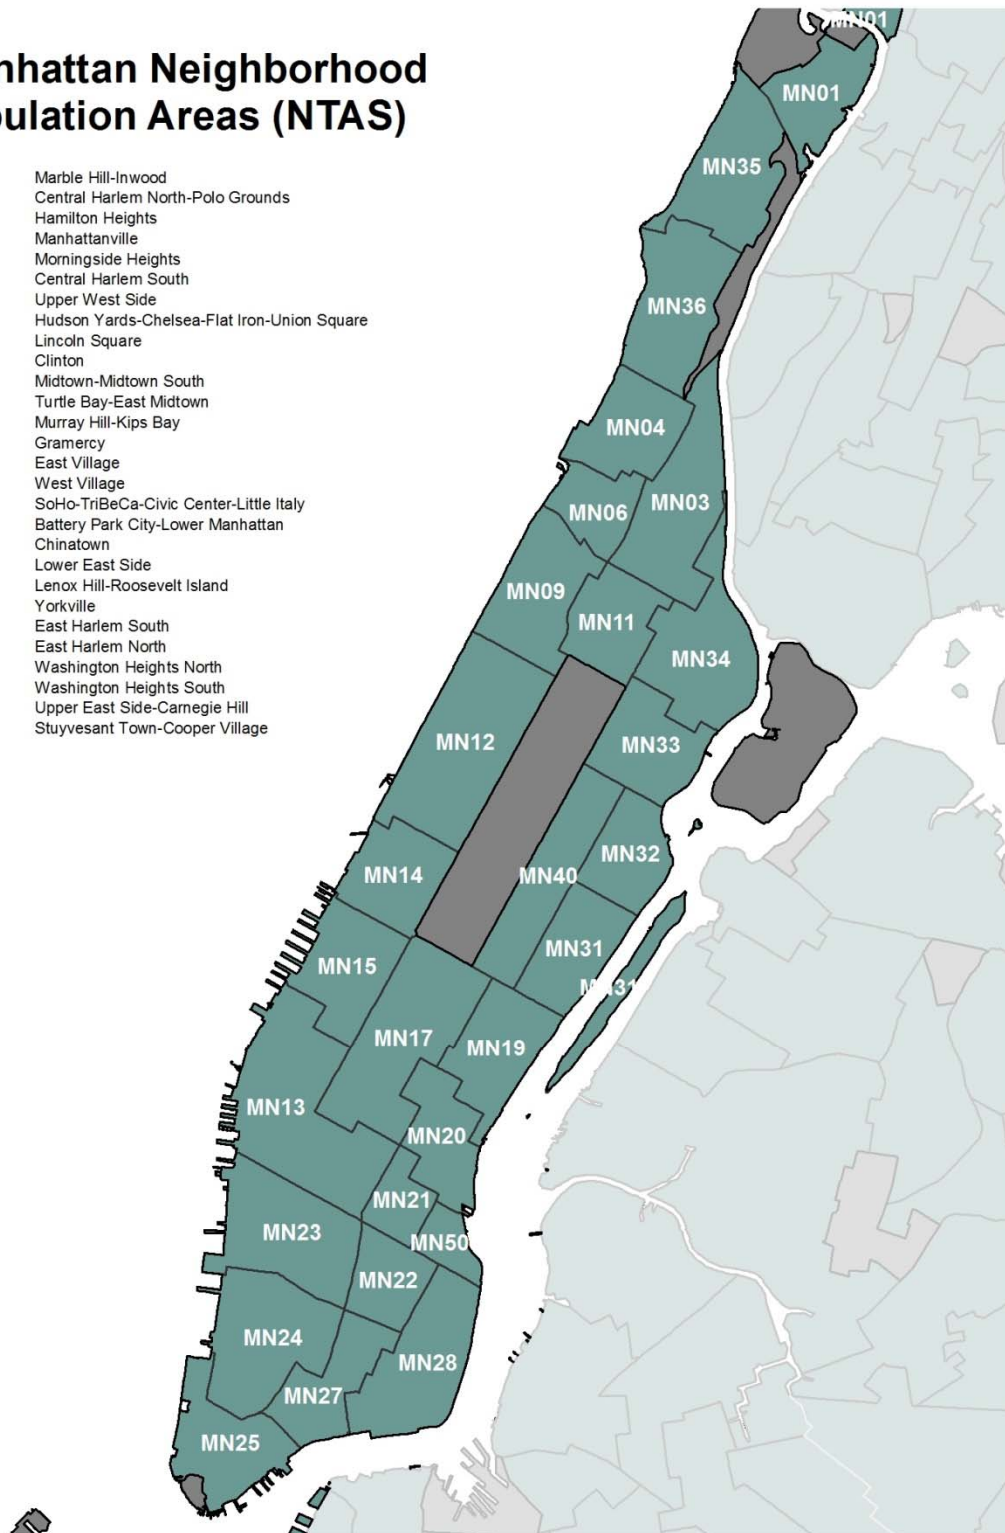 nhattan Neighborhood
ulation Areas (NTAS)
Marble Hill-Inwood
Central Harlem North-Polo Grounds
Hamilton Heights
Manhattanville
Morningside Heights
Central Harlem South
Upper West Side
Hudson Yards-Chelsea-Flat Iron-Union Square
Lincoln Square
Clinton
Midtown-Midtown South
Turtle Bay-East Midtown
Murray Hill-Kips Bay
Gramercy
East Village
West Village
SoHo-TriBeCa-Civic Center-Little Italy
Battery Park City-Lower Manhattan
Chinatown
Lower East Side
Lenox Hill-Roosevelt Island
Yorkville
East Harlem South
East Harlem North
Washington Heights North
Washington Heights South
Upper East Side-Carnegie Hill
Stuyvesant Town-Cooper Village
MN01
MN01
MN35
MN36
MN04
MN03
MN06
MN09
MN11
MN34
MN12
MN33
MN32
MN14
MN40
MN31
MN15
MN31
MN17
MN19
MN13
MN20
MN21
MN23
MN50
MN22
MN24
MN28
MN27
MN25